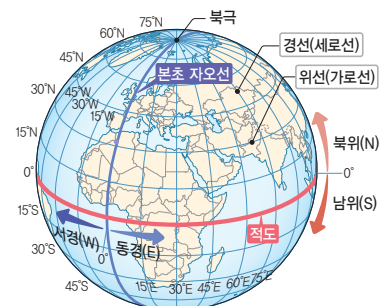 북극
75˚N
60˚N
45˚N
30˚N
15˚N
0˚
15˚S
30˚S
45˚S
45˚W
30˚W
15˚W
0˚
15˚E
30˚E
45˚E
60˚E
75˚E
본초 자오선
경선(세로선)
위선(가로선)
북위(N)
0˚
남위(S)
적도
서경(W)
동경(E)